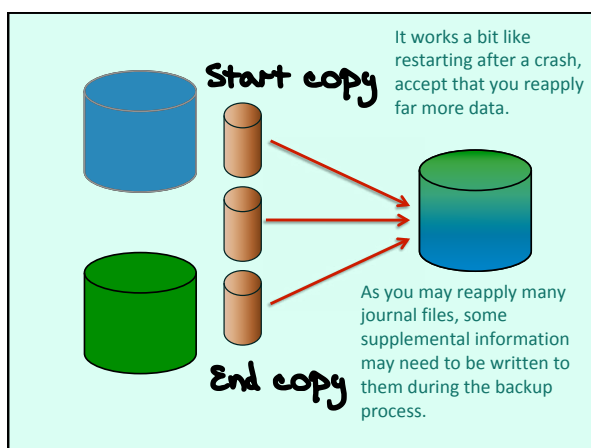 It works a bit like
restarting after a crash,
accept that you reapply
far more data.
Start copy
As you may reapply many
journal files, some
supplemental information
may need to be written to
them during the backup
process.
End copy